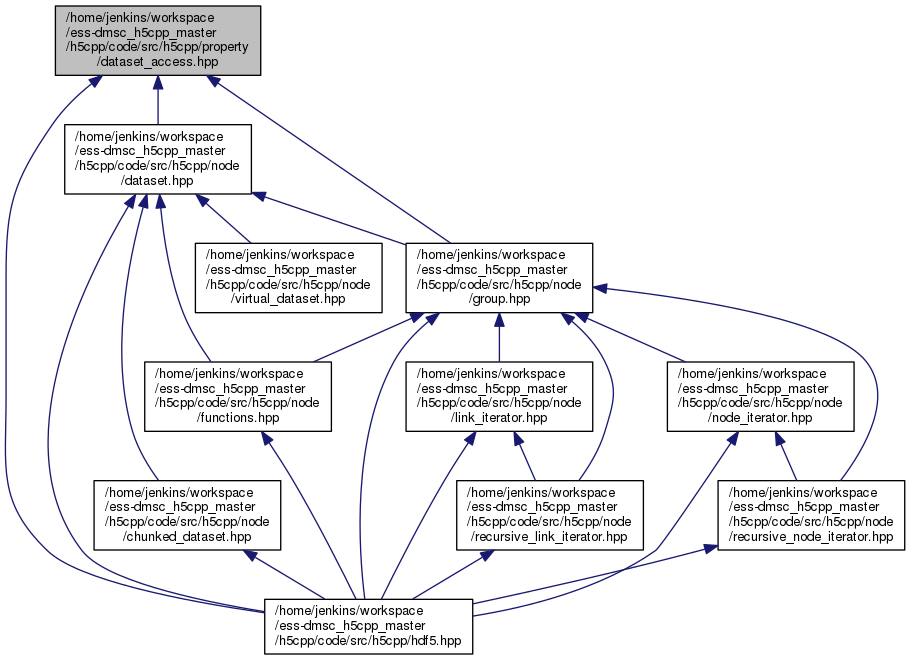 /home/jenkins/workspace
/ess-dmsc_h5cpp_master
/h5cpp/code/src/h5cpp/property
/dataset_access.hpp
/home/jenkins/workspace
/ess-dmsc_h5cpp_master
/h5cpp/code/src/h5cpp/node
/dataset.hpp
/home/jenkins/workspace
/ess-dmsc_h5cpp_master
/h5cpp/code/src/h5cpp/node
/virtual_dataset.hpp
/home/jenkins/workspace
/ess-dmsc_h5cpp_master
/h5cpp/code/src/h5cpp/node
/group.hpp
/home/jenkins/workspace
/ess-dmsc_h5cpp_master
/h5cpp/code/src/h5cpp/node
/functions.hpp
/home/jenkins/workspace
/ess-dmsc_h5cpp_master
/h5cpp/code/src/h5cpp/node
/link_iterator.hpp
/home/jenkins/workspace
/ess-dmsc_h5cpp_master
/h5cpp/code/src/h5cpp/node
/node_iterator.hpp
/home/jenkins/workspace
/ess-dmsc_h5cpp_master
/h5cpp/code/src/h5cpp/node
/chunked_dataset.hpp
/home/jenkins/workspace
/ess-dmsc_h5cpp_master
/h5cpp/code/src/h5cpp/node
/recursive_link_iterator.hpp
/home/jenkins/workspace
/ess-dmsc_h5cpp_master
/h5cpp/code/src/h5cpp/node
/recursive_node_iterator.hpp
/home/jenkins/workspace
/ess-dmsc_h5cpp_master
/h5cpp/code/src/h5cpp/hdf5.hpp